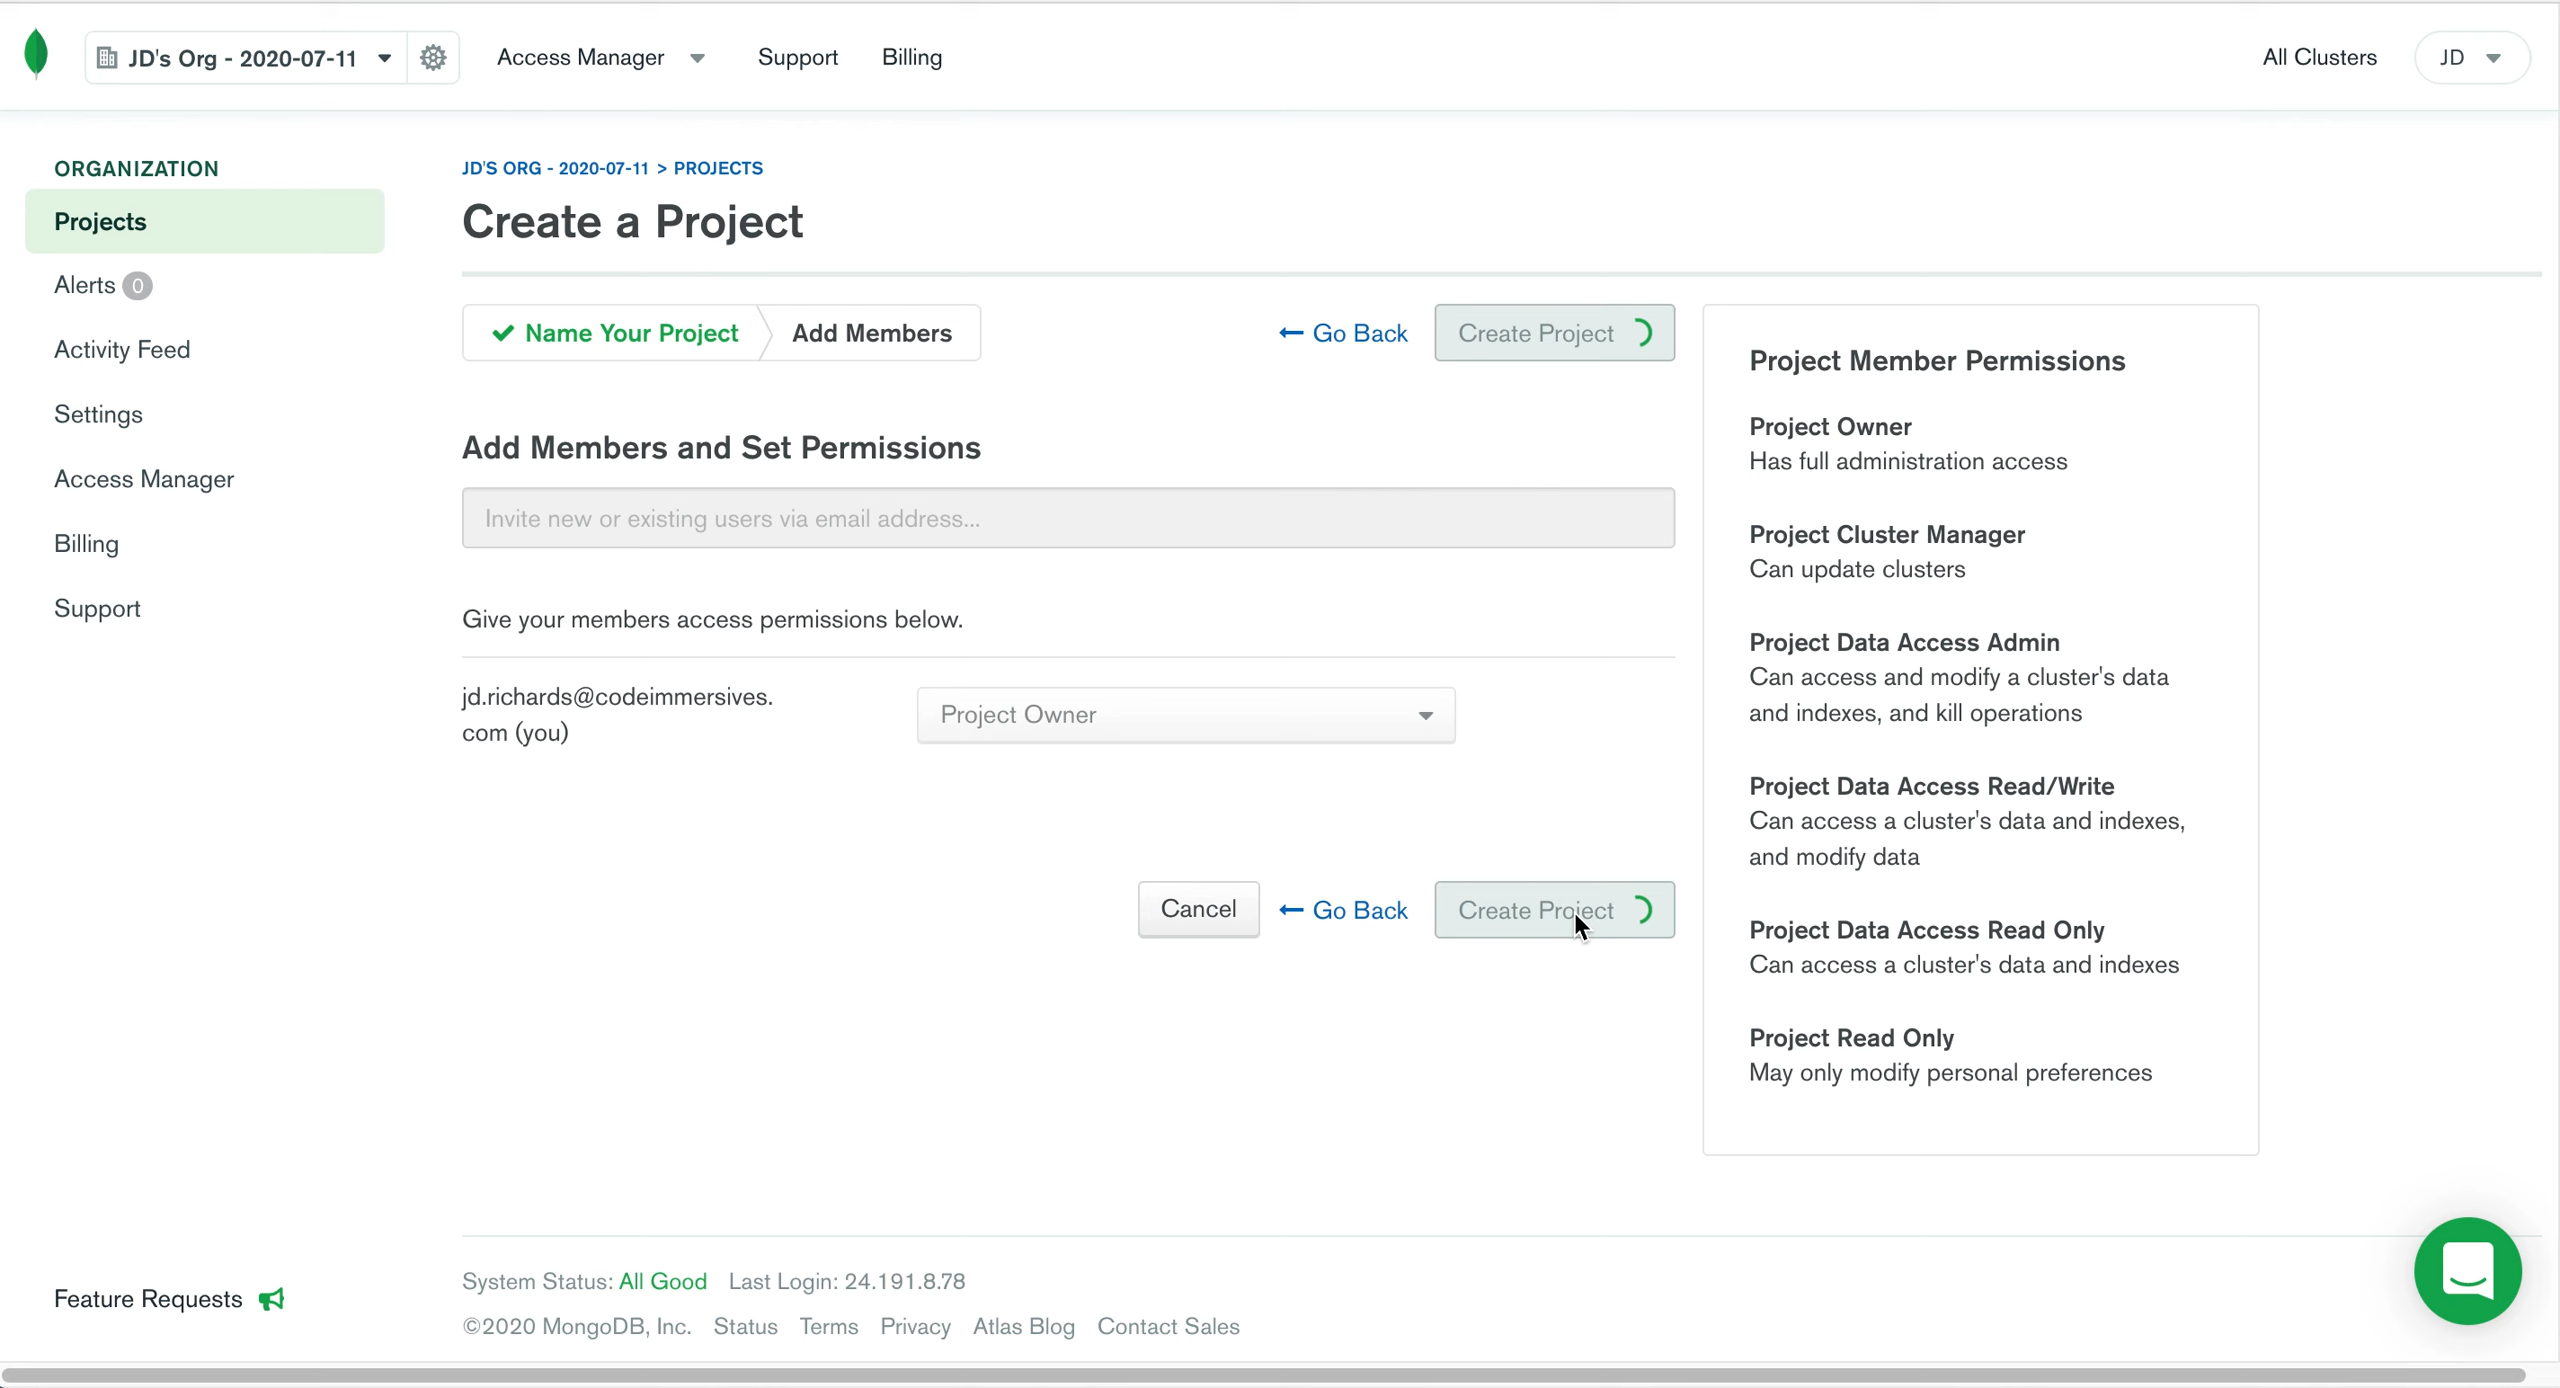 JD's Org - 2020-07-11
Access Manager
Support
Billing
All Clusters
JD
ORGANIZATION
Projects
Alerts 0
Activity Feed
Settings
Access Manager
Billing
Support
Feature Requests
JD'S ORG - 2020-07-11 > PROJECTS
Create a Project
Name Your Project
Add Members
Go Back
Create Project
Add Members and Set Permissions
Invite new or existing users via email address...
Give your members access permissions below.
jd.richards@codeimmersives.
com (you)
Project Owner
Cancel
Go Back
Create Project
Project Member Permissions
Project Owner
Has full administration access
Project Cluster Manager
Can update clusters
Project Data Access Admin
Can access and modify a cluster's data
and indexes, and kill operations
Project Data Access Read/Write
Can access a cluster's data and indexes,
and modify data
Project Data Access Read Only
Can access a cluster's data and indexes
Project Read Only
May only modify personal preferences
System Status: All Good Last Login: 24.191.8.78
©2020 MongoDB, Inc. Status Terms Privacy Atlas Blog Contact Sales